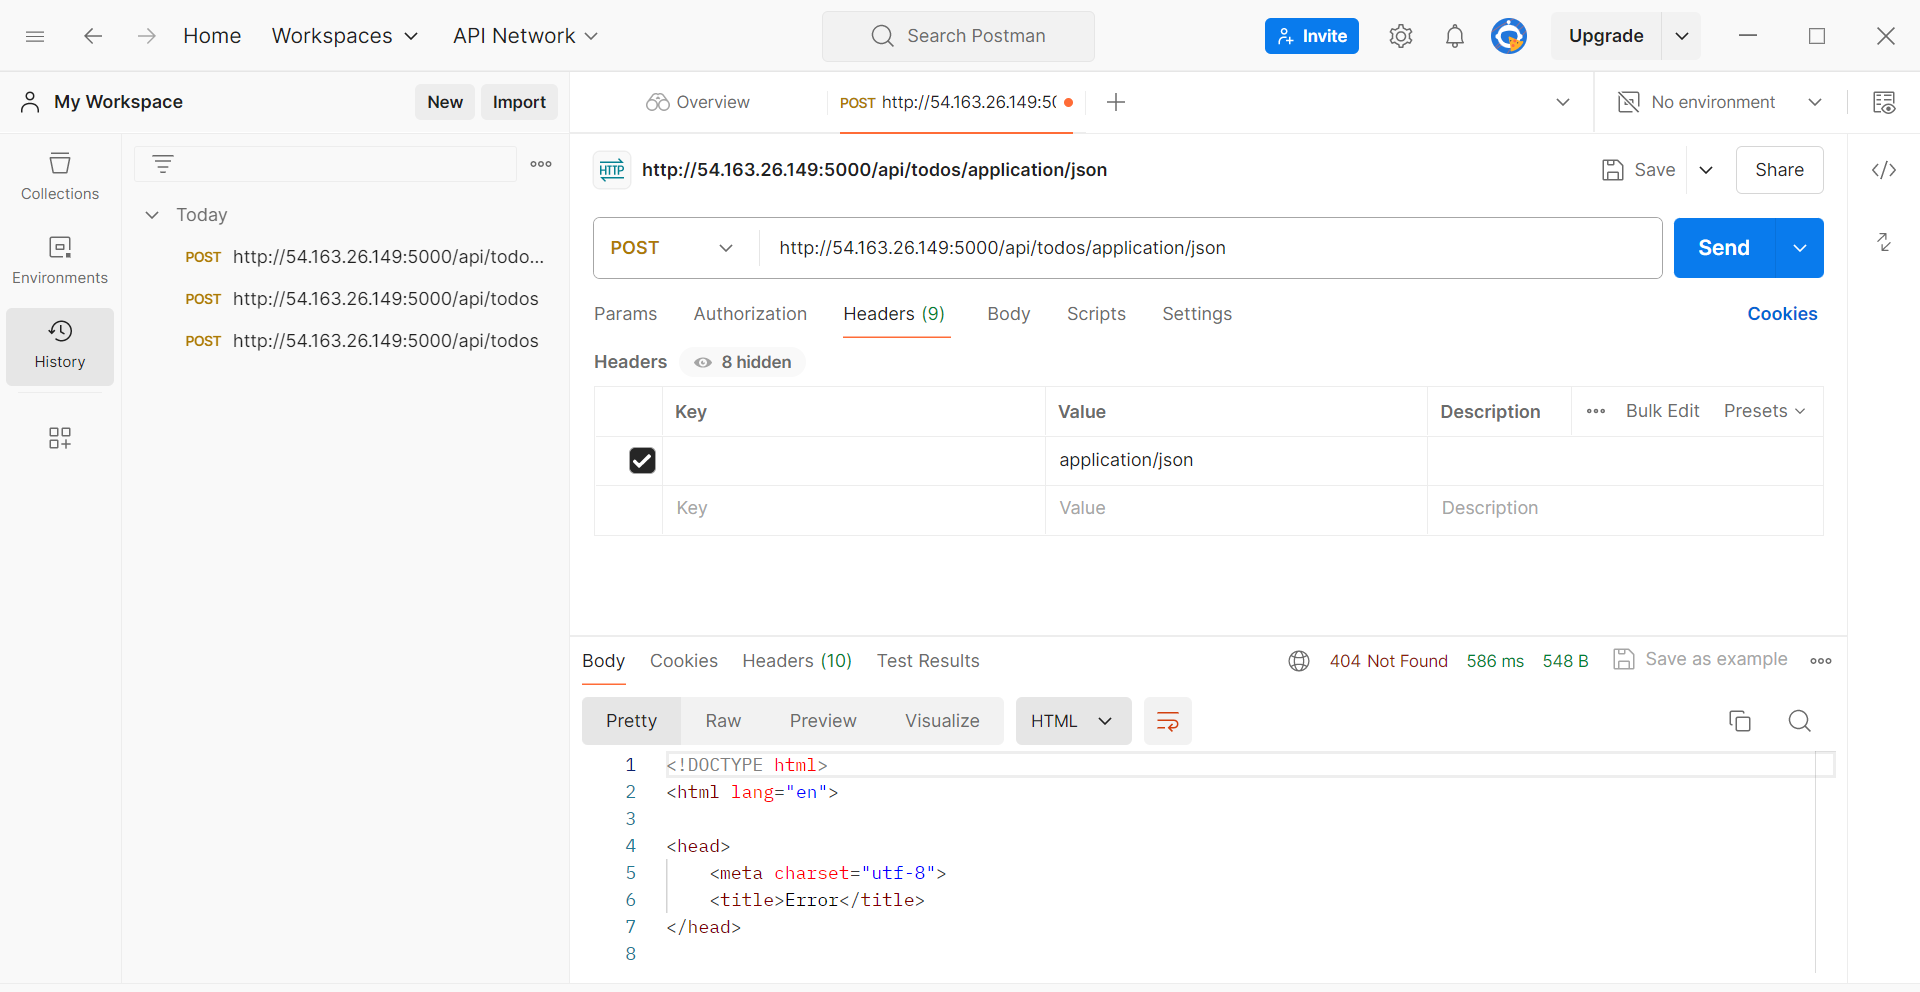 Home Workspaces API Network Search Postman Invite Upgrade
My Workspace New Import Overview POST http://54.163.26.149:5( No environment
Collections
Environments
History
Today
POST http://54.163.26.149:5000/api/todo...
POST http://54.163.26.149:5000/api/todos
POST http://54.163.26.149:5000/api/todos
HTTP http://54.163.26.149:5000/api/todos/application/json Save Share
POST http://54.163.26.149:5000/api/todos/application/json Send
Params Authorization Headers (9) Body Scripts Settings Cookies
Headers 8 hidden
Key Value Description Bulk Edit Presets
application/json
Key Value Description
Body Cookies Headers (10) Test Results 404 Not Found 586 ms 548 B Save as example
Pretty Raw Preview Visualize HTML
1 <!DOCTYPE html>
2 <html lang="en">
3
4 <head>
5 <meta charset="utf-8">
6 <title>Error</title>
7 </head>
8